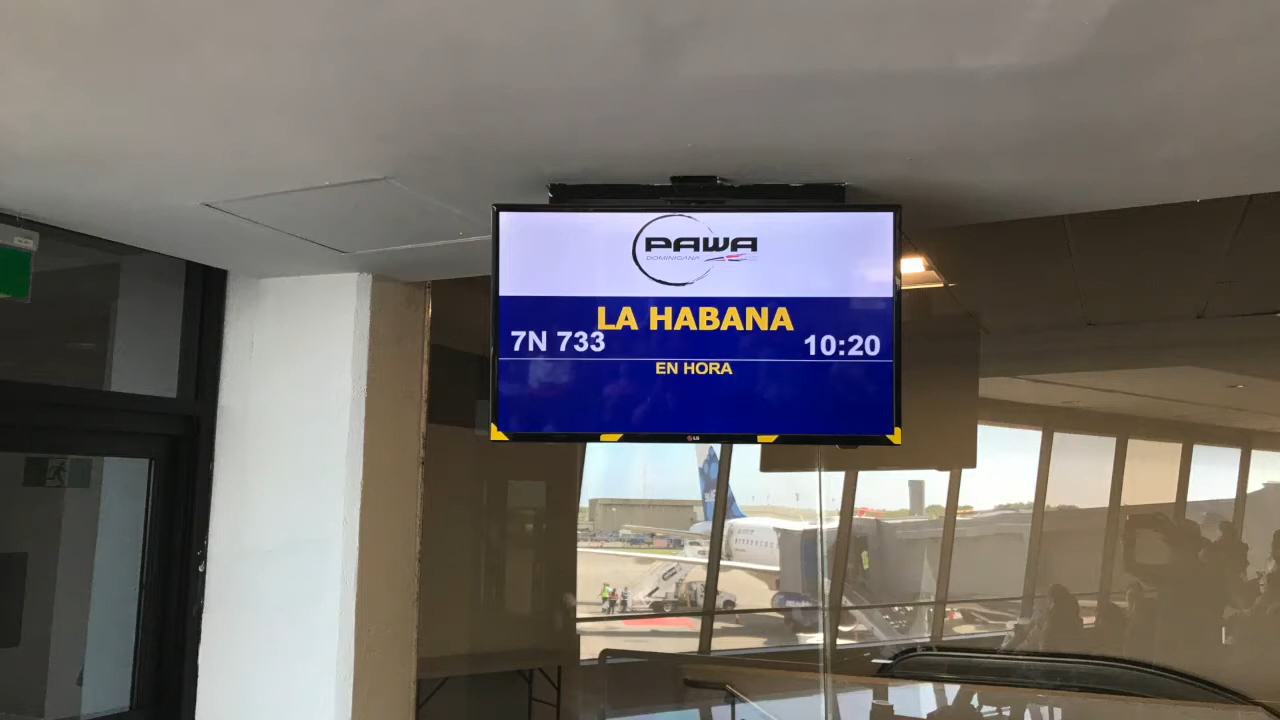 PAWA
DOMINICANA
LA HABANA
7N 733
10:20
EN HORA
LG